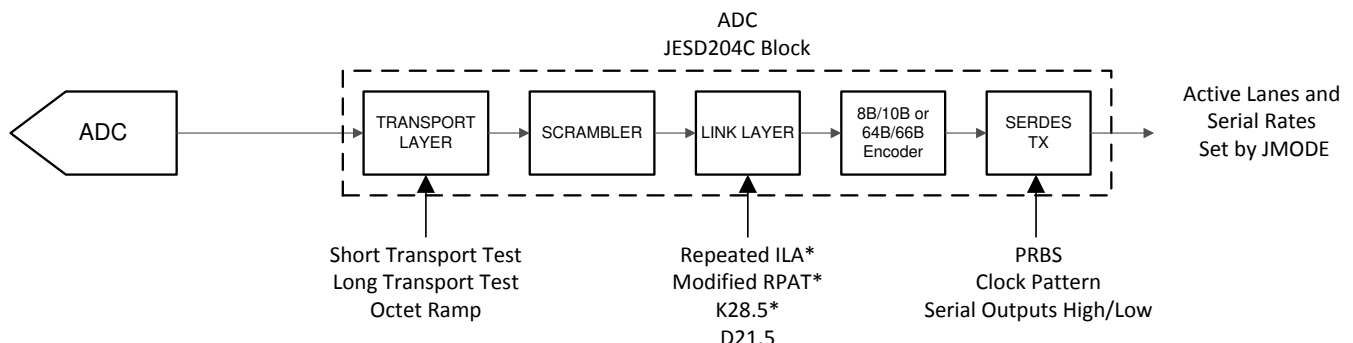 ADC
JESD204C Block
ADC
TRANSPORT
LAYER
SCRAMBLER
LINK LAYER
8B/10B or
64B/66B
Encoder
SERDES
TX
Active Lanes and
Serial Rates
Set by JMODE
Short Transport Test
Long Transport Test
Octet Ramp
Repeated ILA*
Modified RPAT*
K28.5*
D21.5
PRBS
Clock Pattern
Serial Outputs High/Low